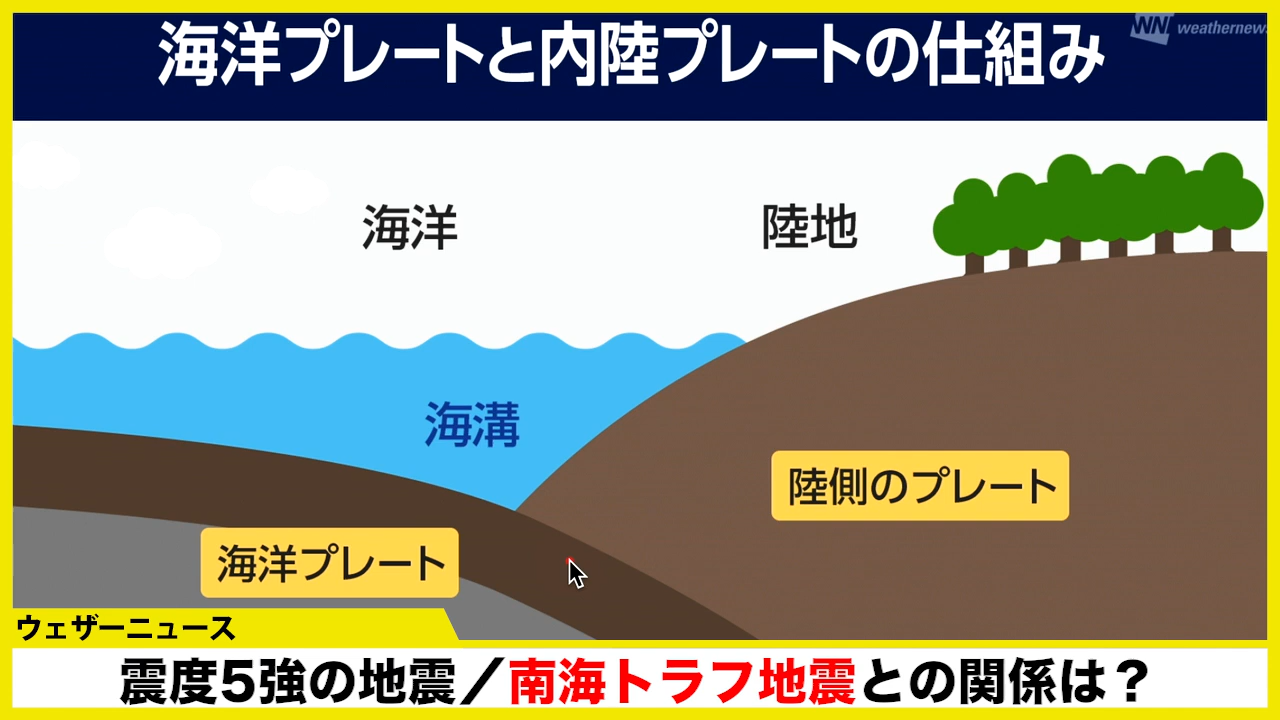 海洋プレートと内陸プレートの仕組み
WN weathernews
海洋
陸地
海溝
陸側のプレート
海洋プレート
ウェザーニュース
震度5強の地震／南海トラフ地震との関係は？